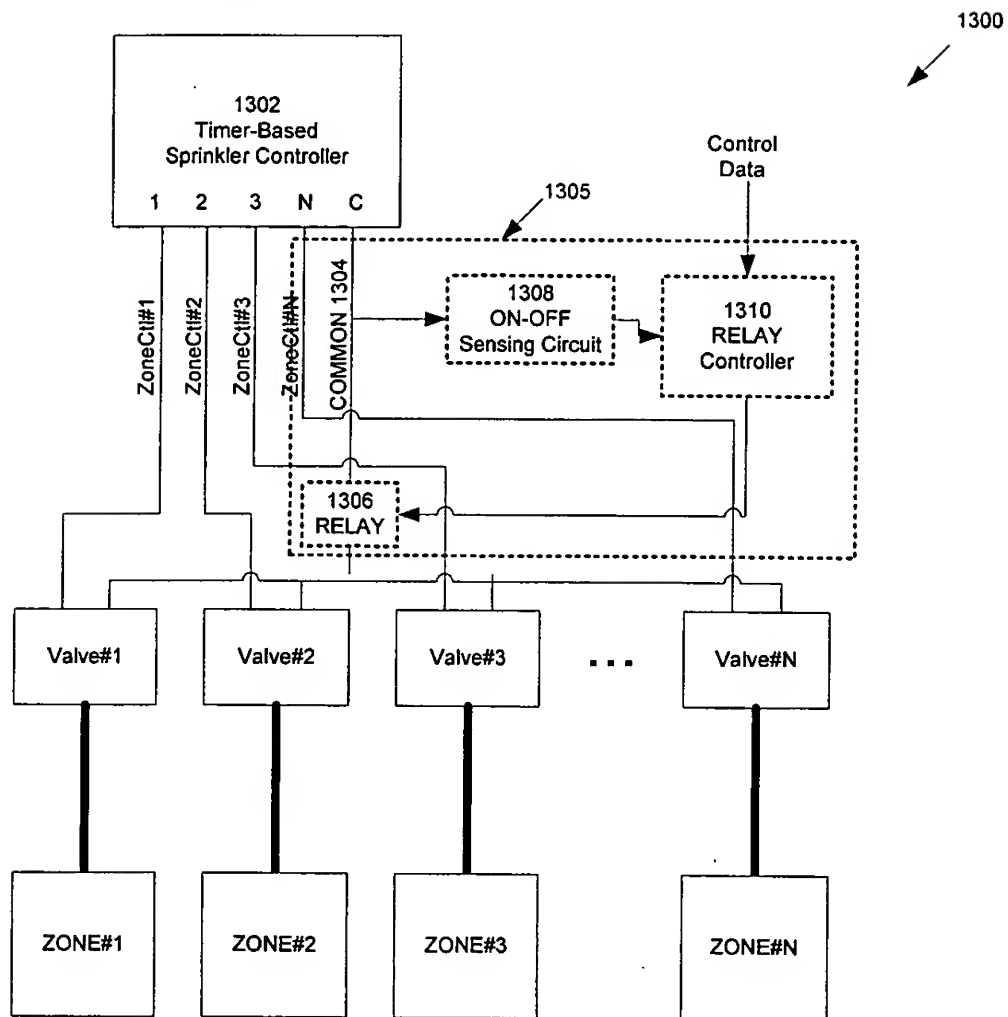 1300
1302
Timer-Based
Sprinkler Controller
1 2 3 N C
Control
Data
1305
ZoneCtl#1
ZoneCtl#2
ZoneCtl#3
ZoneCtl#N
COMMON 1304
1308
ON-OFF
Sensing Circuit
1310
RELAY
Controller
1306
RELAY
Valve#1
Valve#2
Valve#3
...
Valve#N
ZONE#1
ZONE#2
ZONE#3
ZONE#N